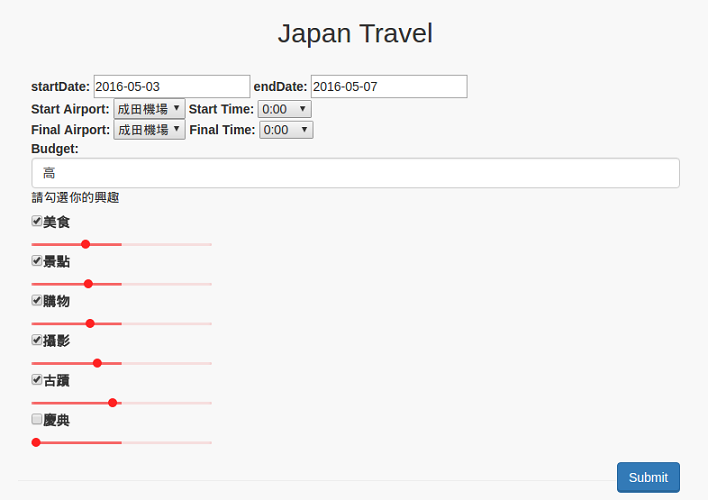 Japan Travel
startDate: 2016-05-03 endDate: 2016-05-07
Start Airport: 成田機場 Start Time: 0:00
Final Airport: 成田機場 Final Time: 0:00
Budget:
高
請勾選你的興趣
美食
景點
購物
攝影
古蹟
慶典
Submit